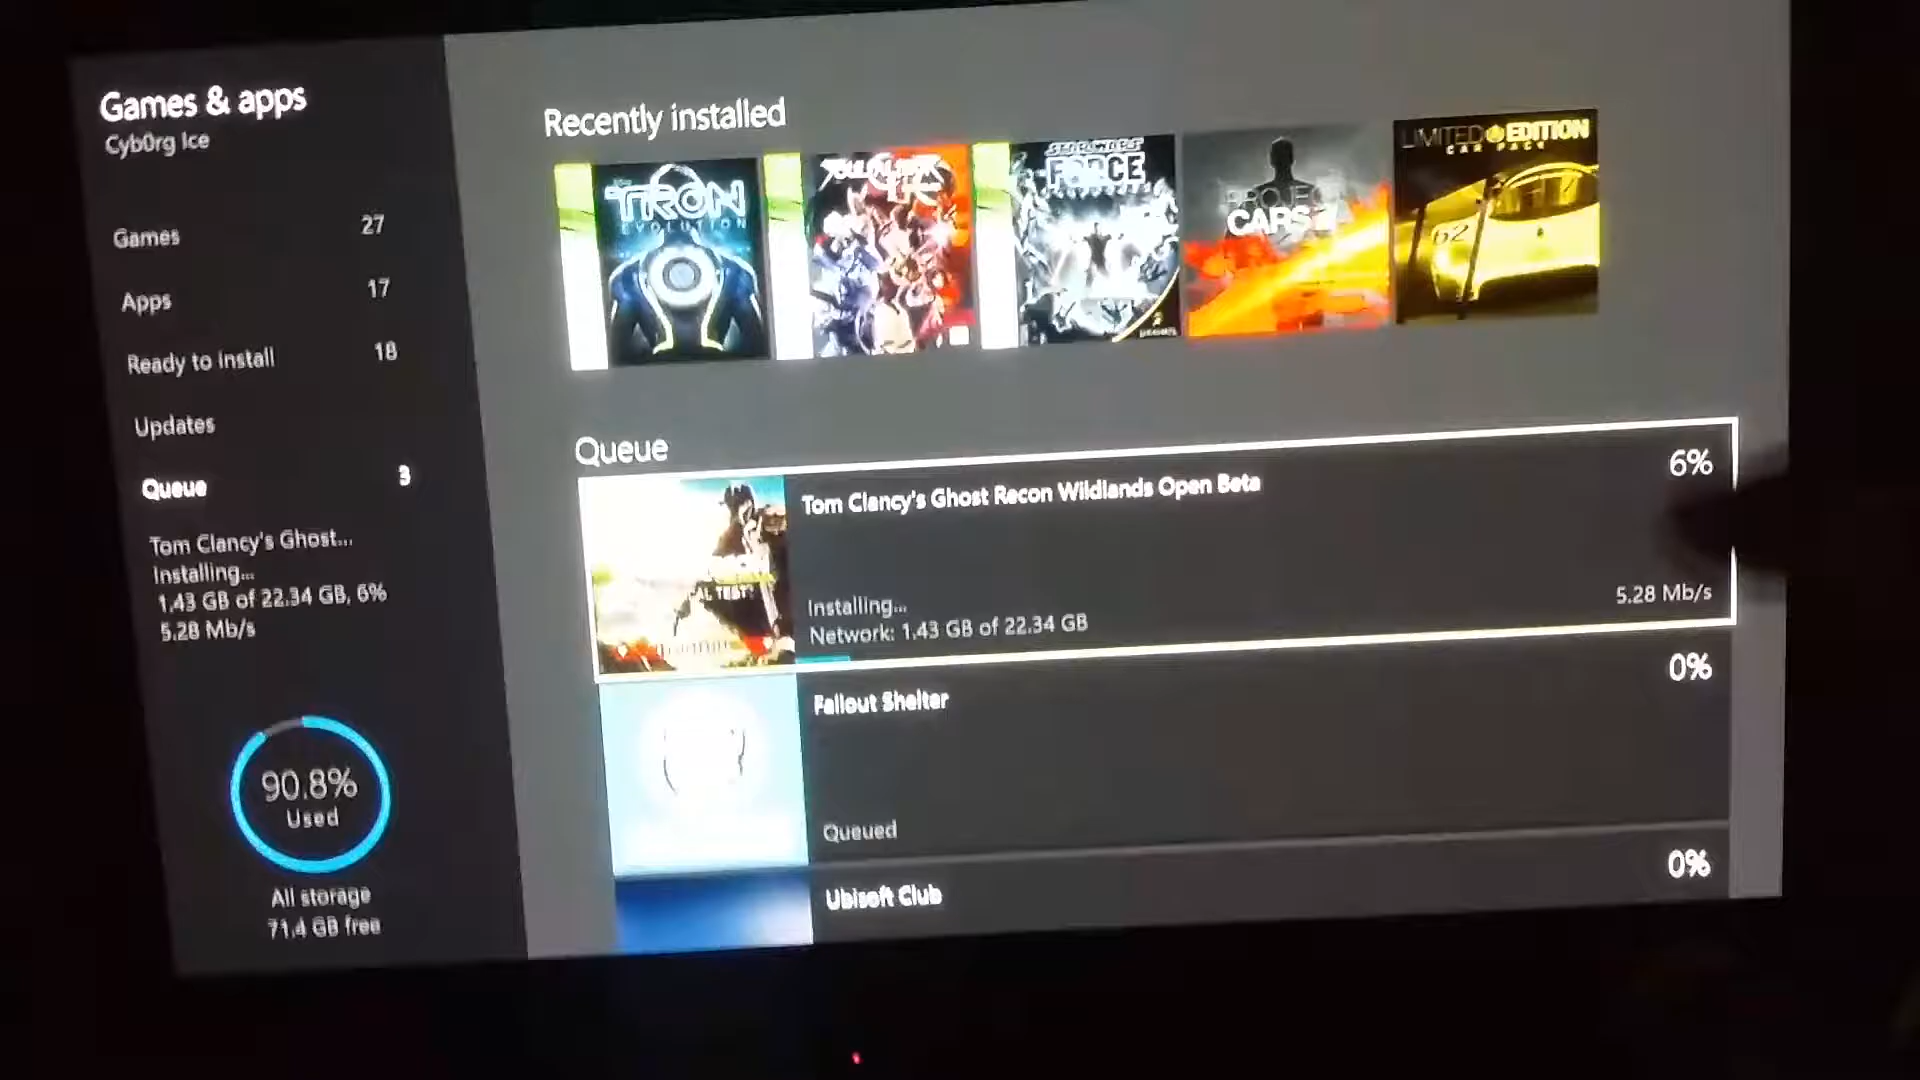 Games & apps
Cyb0rg Ice
Games 27
Apps 17
Ready to install 18
Updates
Queue 3
Tom Clancy's Ghost...
Installing...
1.43 GB of 22.34 GB, 6%
5.28 Mb/s
90.8%
Used
All storage
71.4 GB free
Recently installed
TRON
EVOLUTION
FORCE
PROJECT
CARS
LIMITED EDITION
CAR PACK
62
Queue
Tom Clancy's Ghost Recon Wildlands Open Beta
6%
AL TEST
Installing...
Network: 1.43 GB of 22.34 GB
5.28 Mb/s
Fallout Shelter
0%
Queued
Ubisoft Club
0%